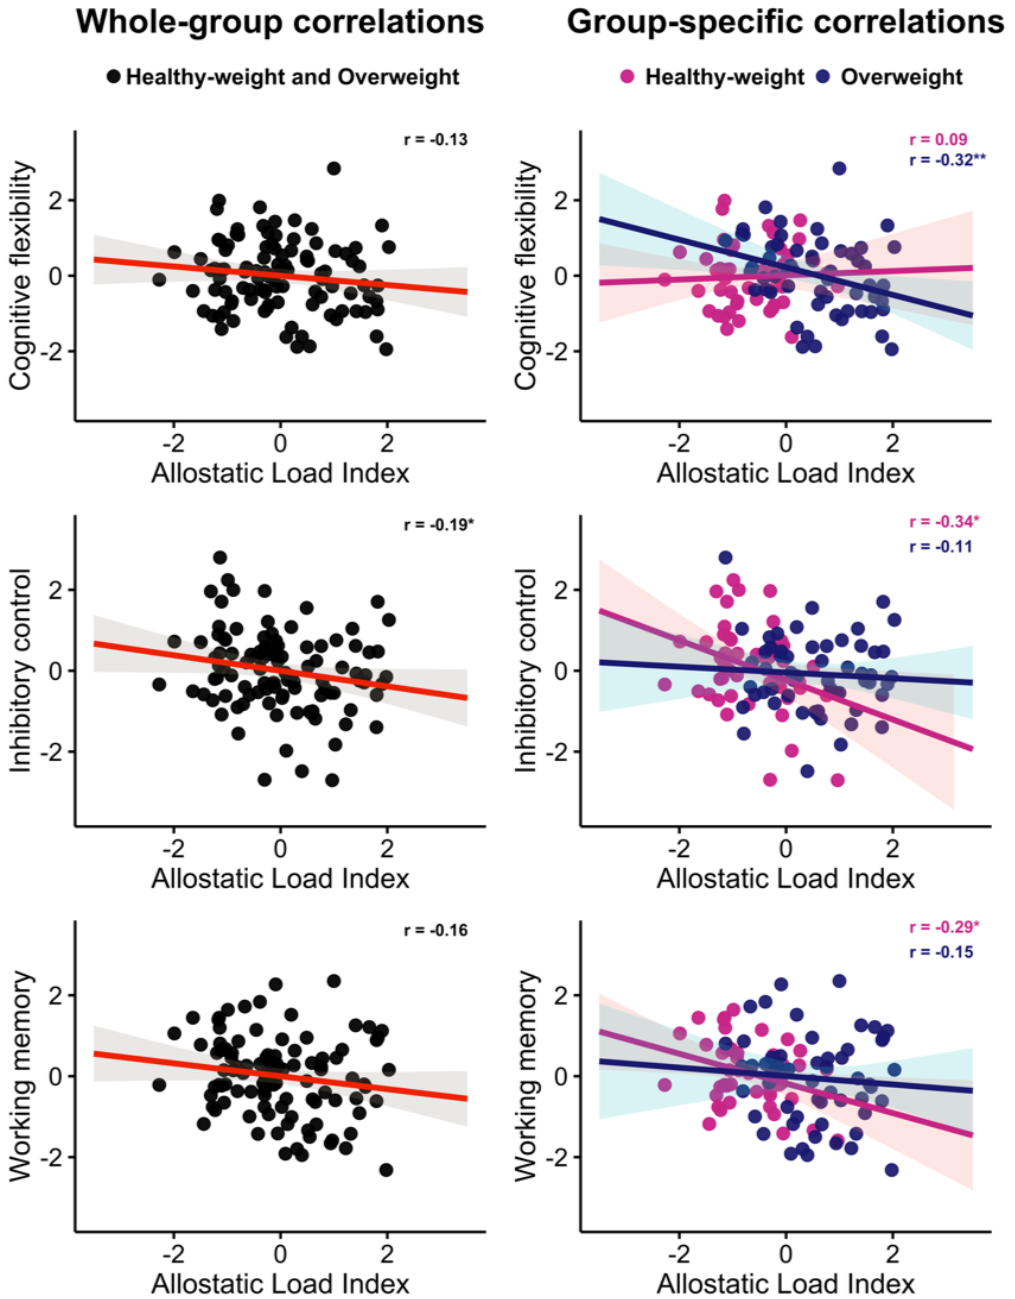 Whole-group correlations
Group-specific correlations
Healthy-weight and Overweight
Healthy-weight
Overweight
r = -0.13
Cognitive flexibility
2
0
-2
-2
0
2
Allostatic Load Index
r = 0.09
r = -0.32**
Cognitive flexibility
2
0
-2
-2
0
2
Allostatic Load Index
r = -0.19*
Inhibitory control
2
0
-2
-2
0
2
Allostatic Load Index
r = -0.34*
r = -0.11
Inhibitory control
2
0
-2
-2
0
2
Allostatic Load Index
r = -0.16
Working memory
2
0
-2
-2
0
2
Allostatic Load Index
r = -0.29*
r = -0.15
Working memory
2
0
-2
-2
0
2
Allostatic Load Index